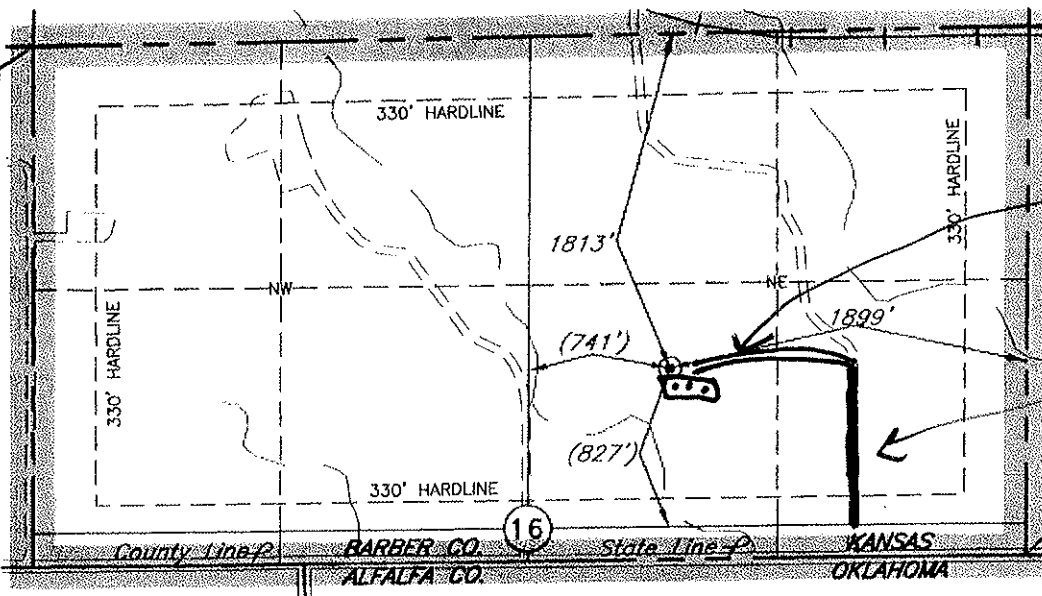 330' HARDLINE
330' HARDLINE
1813'
NW
NE
330' HARDLINE
1899'
(741')
(827')
330' HARDLINE
16
County Line
BARBER CO.
State Line
KANSAS
ALFALFA CO.
OKLAHOMA